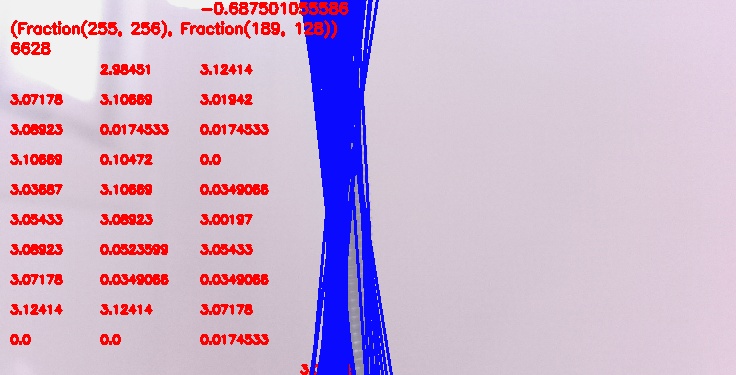 -0.687501055586
(Fraction(255, 256), Fraction(189, 128))
6628
2.98451 3.12414
3.07178 3.10669 3.01942
3.08923 0.0174533 0.0174533
3.10669 0.10472 0.0
3.03687 3.10669 0.0349066
3.05433 3.08923 3.00197
3.08923 0.0523599 3.05433
3.07178 0.0349066 0.0349066
3.12414 3.12414 3.07178
0.0 0.0 0.0174533